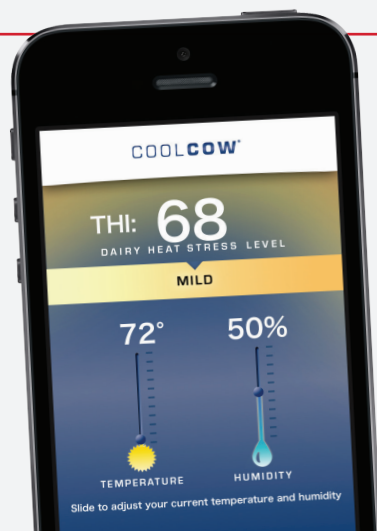 COOLCOW®
THI: 68
DAIRY HEAT STRESS LEVEL
MILD
72° 50%
TEMPERATURE HUMIDITY
Slide to adjust your current temperature and humidity